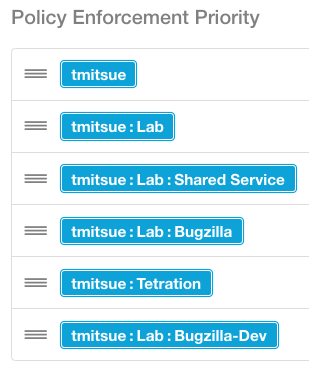 Policy Enforcement Priority
tmitsue
tmitsue : Lab
tmitsue : Lab : Shared Service
tmitsue : Lab : Bugzilla
tmitsue : Tetration
tmitsue : Lab : Bugzilla-Dev